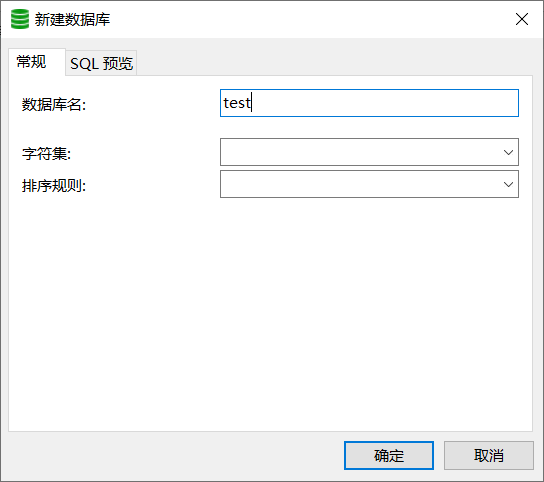 新建数据库
常规 SQL 预览
数据库名: test
字符集:
排序规则:
确定 取消